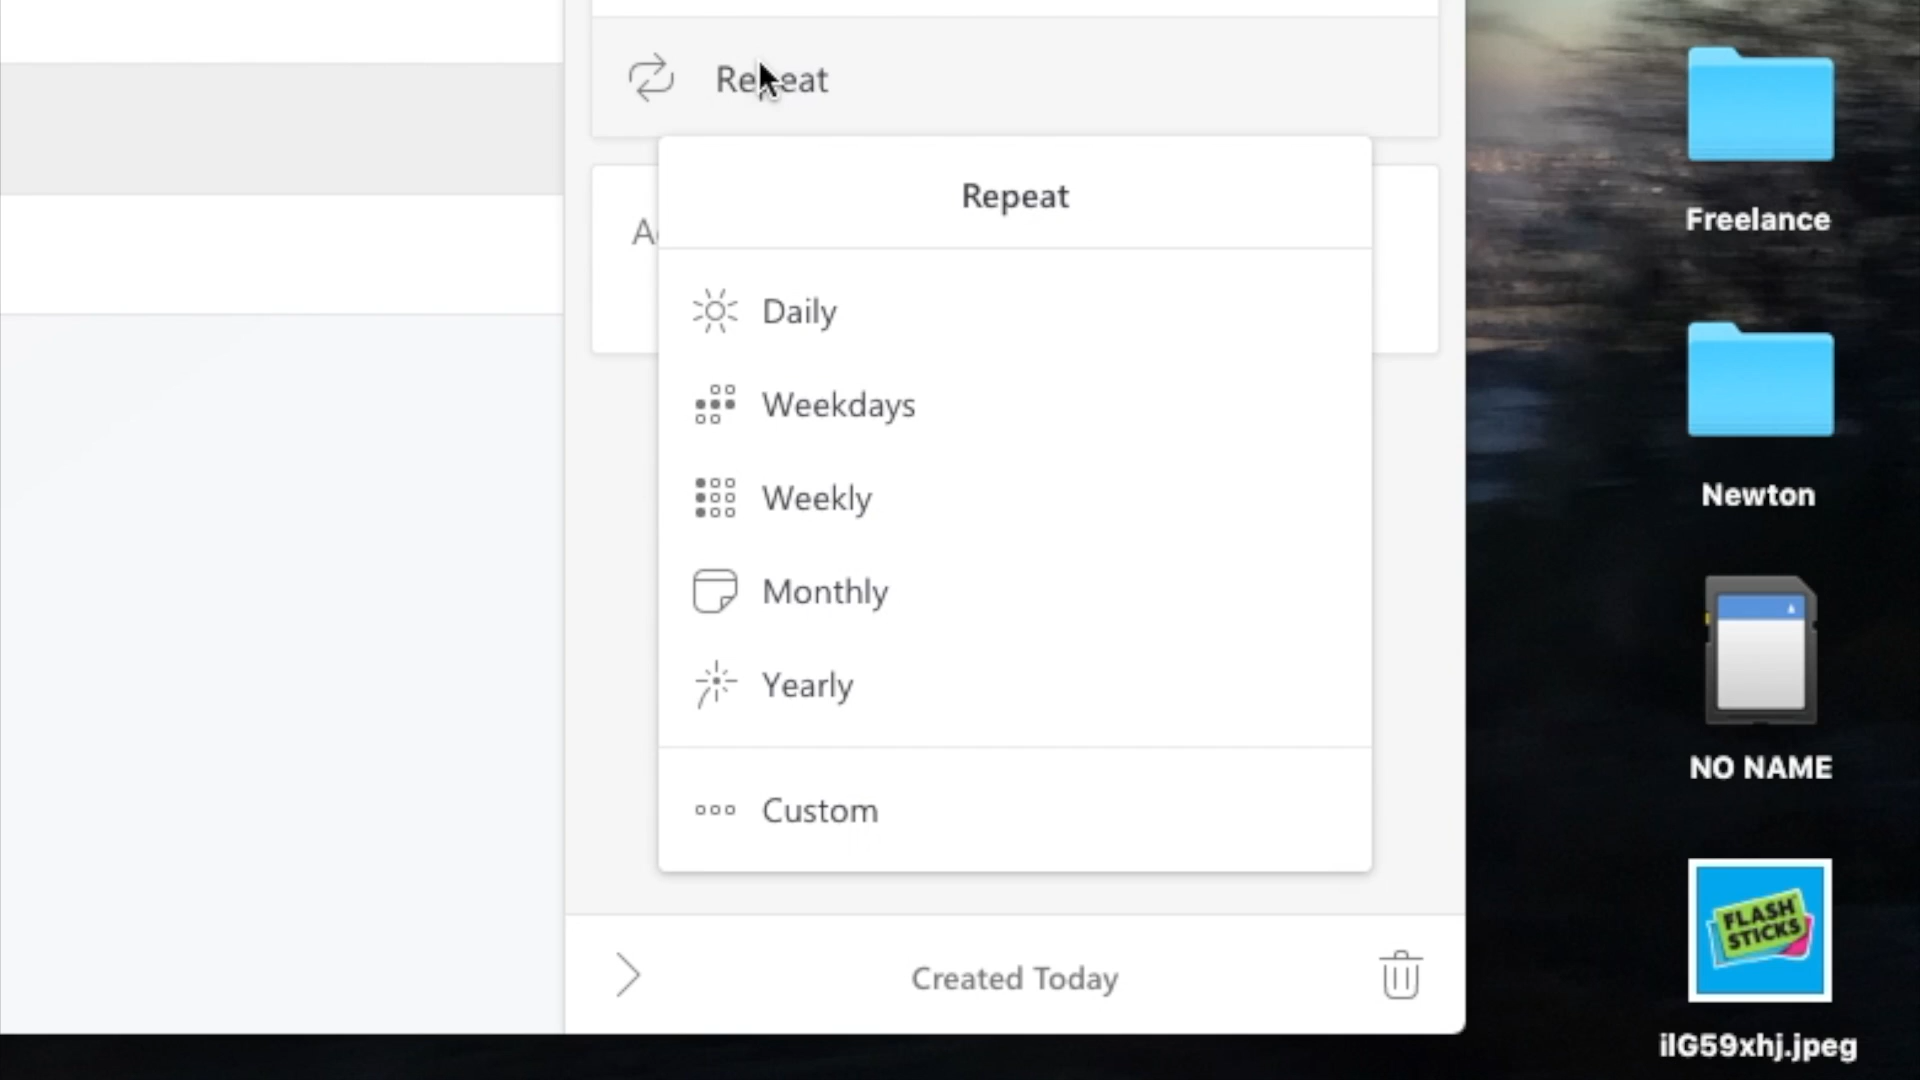 Repeat
Repeat
Daily
Weekdays
Weekly
Monthly
Yearly
Custom
Created Today
Freelance
Newton
NO NAME
FLASH
STICKS
ilG59xhj.jpeg